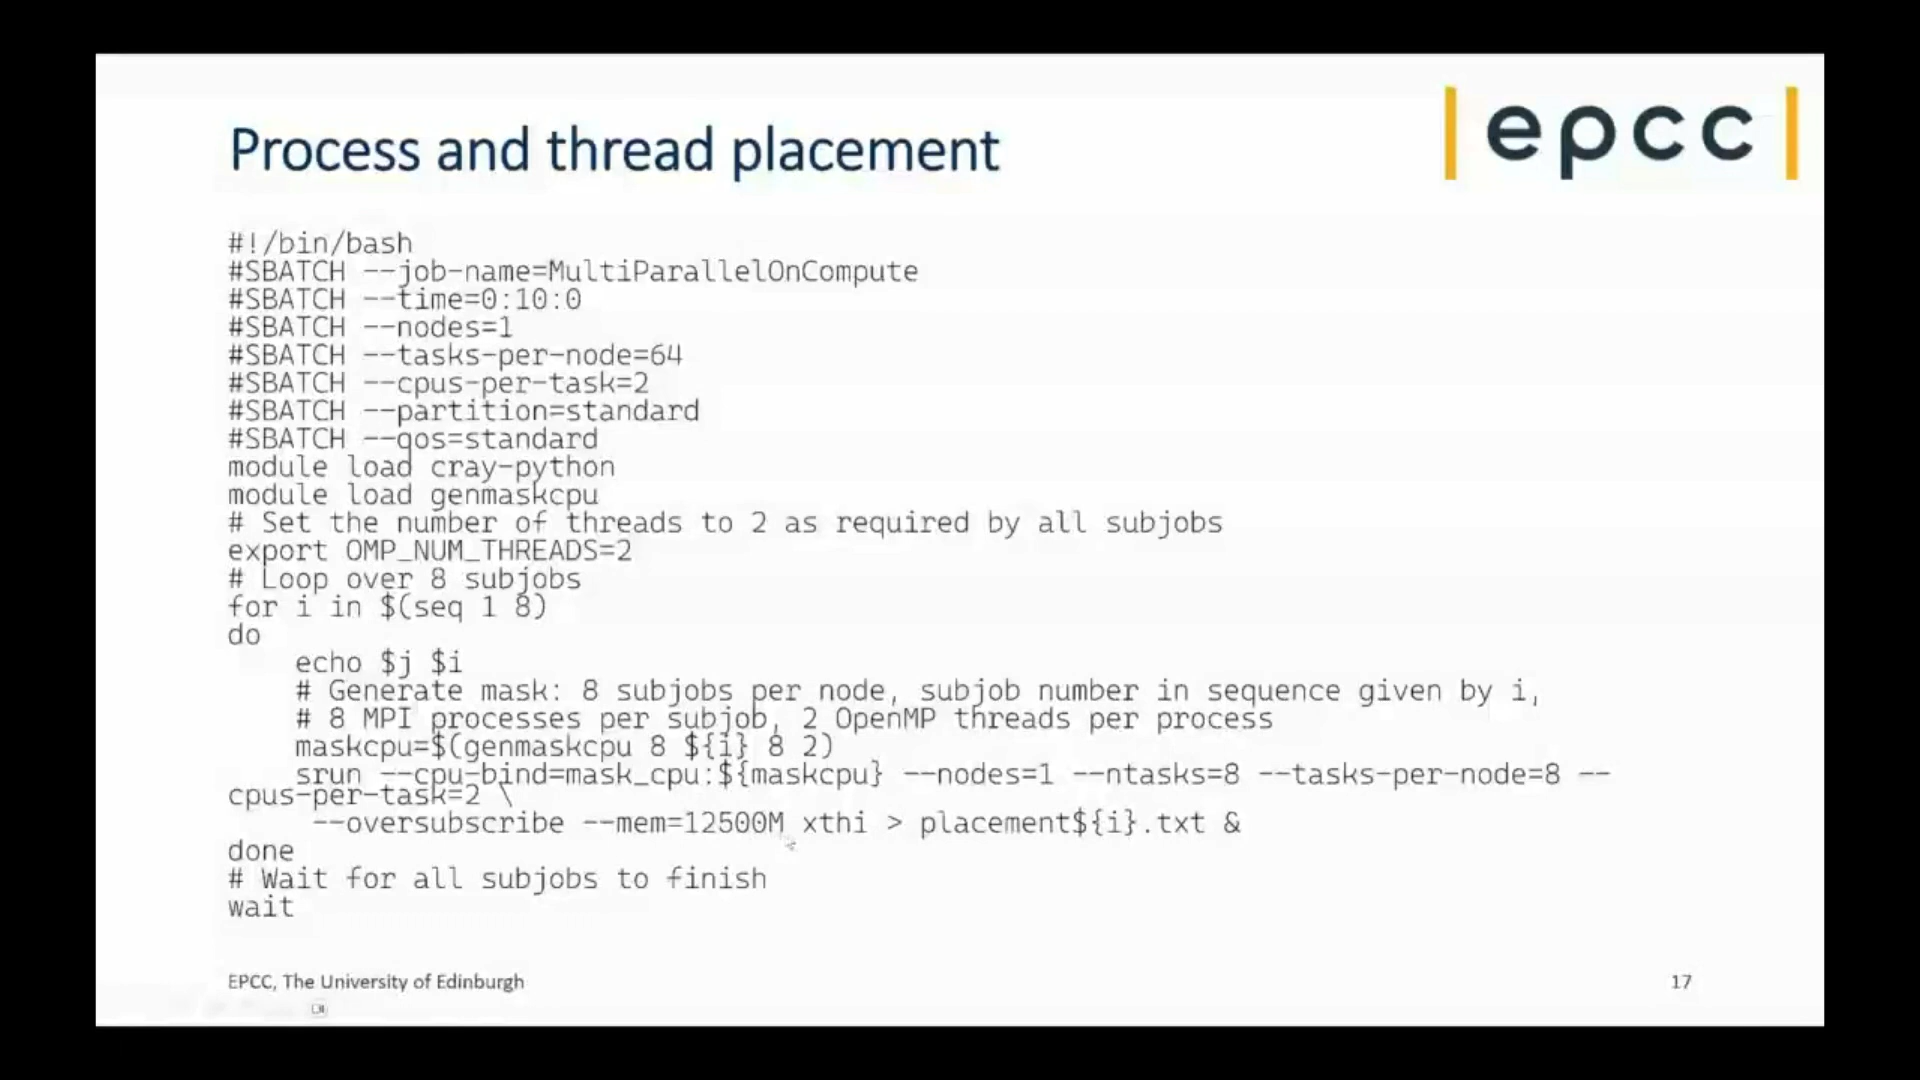 epcc
Process and thread placement
#!/bin/bash
#SBATCH --job-name=MultiParallelOnCompute
#SBATCH --time=0:10:0
#SBATCH --nodes=1
#SBATCH --tasks-per-node=64
#SBATCH --cpus-per-task=2
#SBATCH --partition=standard
#SBATCH --qos=standard
module load cray-python
module load genmaskcpu
# Set the number of threads to 2 as required by all subjobs
export OMP_NUM_THREADS=2
# Loop over 8 subjobs
for i in $(seq 1 8)
do
echo $j $i
# Generate mask: 8 subjobs per node, subjob number in sequence given by i,
# 8 MPI processes per subjob, 2 OpenMP threads per process
maskcpu=$(genmaskcpu 8 ${i} 8 2)
srun --cpu-bind=mask_cpu:${maskcpu} --nodes=1 --ntasks=8 --tasks-per-node=8 --
cpus-per-task=2 \
--oversubscribe --mem=12500M xthi > placement${i}.txt &
done
# Wait for all subjobs to finish
wait
EPCC, The University of Edinburgh
17